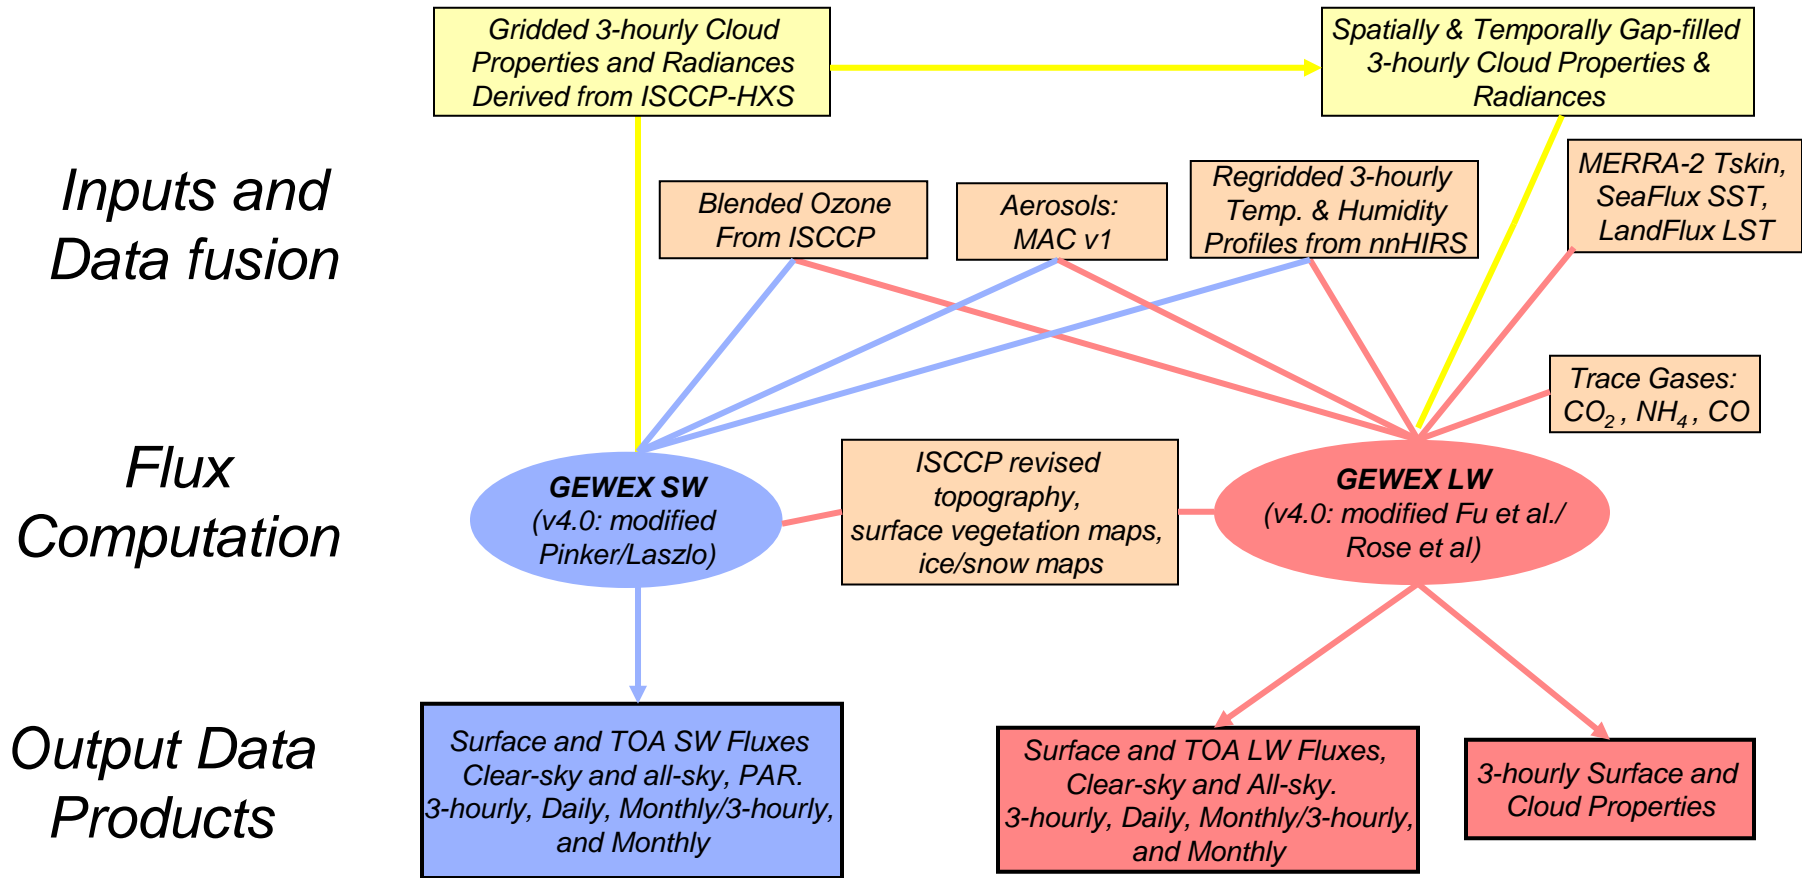 Gridded 3-hourly Cloud
Properties and Radiances
Derived from ISCCP-HXS
Spatially & Temporally Gap-filled
3-hourly Cloud Properties &
Radiances
Inputs and
Data fusion
Blended Ozone
From ISCCP
Aerosols:
MAC v1
Regridded 3-hourly
Temp. & Humidity
Profiles from nnHIRS
MERRA-2 Tskin,
SeaFlux SST,
LandFlux LST
Trace Gases:
CO₂ , NH₄ , CO
Flux
Computation
GEWEX SW
(v4.0: modified
Pinker/Laszlo)
ISCCP revised
topography,
surface vegetation maps,
ice/snow maps
GEWEX LW
(v4.0: modified Fu et al./
Rose et al)
Output Data
Products
Surface and TOA SW Fluxes
Clear-sky and all-sky, PAR.
3-hourly, Daily, Monthly/3-hourly,
and Monthly
Surface and TOA LW Fluxes,
Clear-sky and All-sky.
3-hourly, Daily, Monthly/3-hourly,
and Monthly
3-hourly Surface and
Cloud Properties